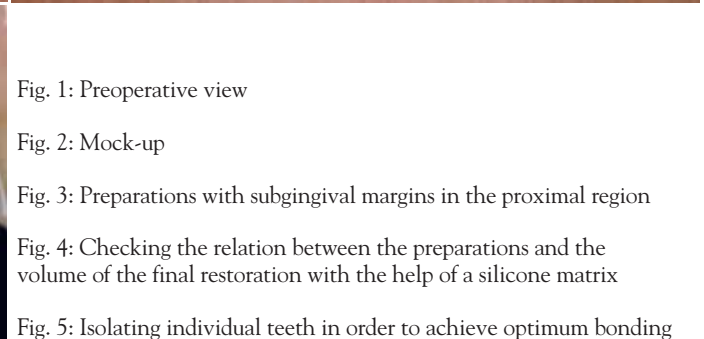 Fig. 1: Preoperative view
Fig. 2: Mock-up
Fig. 3: Preparations with subgingival margins in the proximal region
Fig. 4: Checking the relation between the preparations and the
volume of the final restoration with the help of a silicone matrix
Fig. 5: Isolating individual teeth in order to achieve optimum bonding